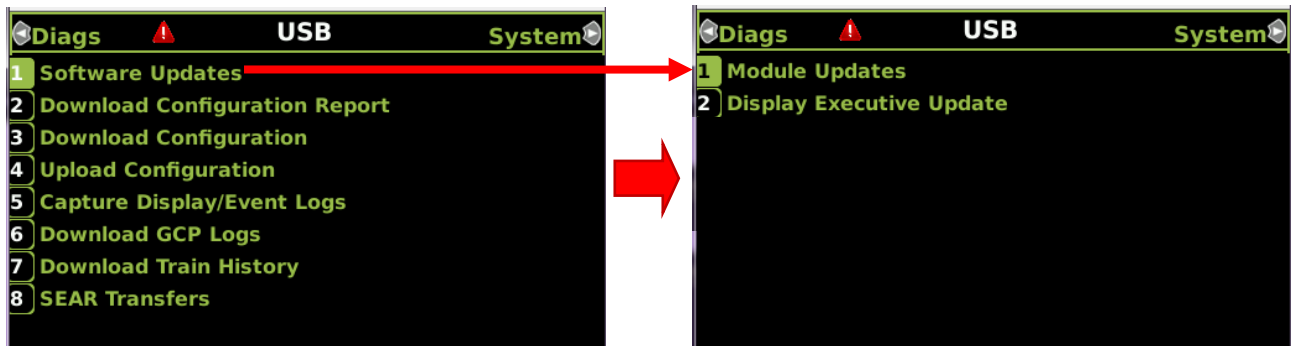 Diags USB System
1 Software Updates
2 Download Configuration Report
3 Download Configuration
4 Upload Configuration
5 Capture Display/Event Logs
6 Download GCP Logs
7 Download Train History
8 SEAR Transfers
Diags USB System
1 Module Updates
2 Display Executive Update